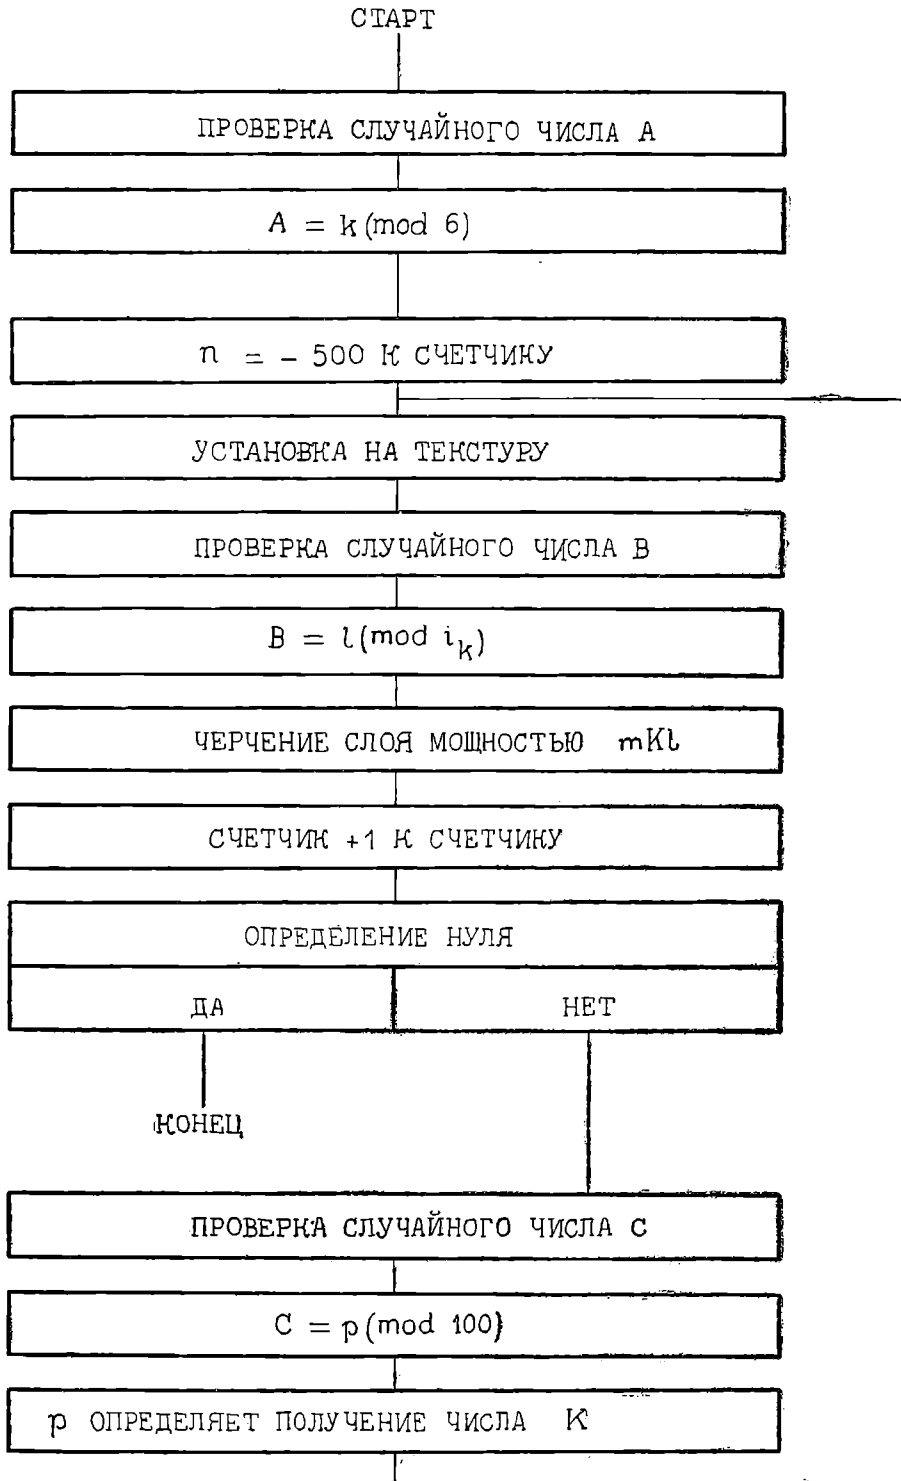 СТАРТ
ПРОВЕРКА СЛУЧАЙНОГО ЧИСЛА A
A = k (mod 6)
n = - 500 К СЧЕТЧИКУ
УСТАНОВКА НА ТЕКСТУРУ
ПРОВЕРКА СЛУЧАЙНОГО ЧИСЛА B
B = l (mod i_k)
ЧЕРЧЕНИЕ СЛОЯ МОЩНОСТЬЮ mKl
СЧЕТЧИК +1 К СЧЕТЧИКУ
ОПРЕДЕЛЕНИЕ НУЛЯ
ДА НЕТ
КОНЕЦ
ПРОВЕРКА СЛУЧАЙНОГО ЧИСЛА C
C = p (mod 100)
p ОПРЕДЕЛЯЕТ ПОЛУЧЕНИЕ ЧИСЛА K